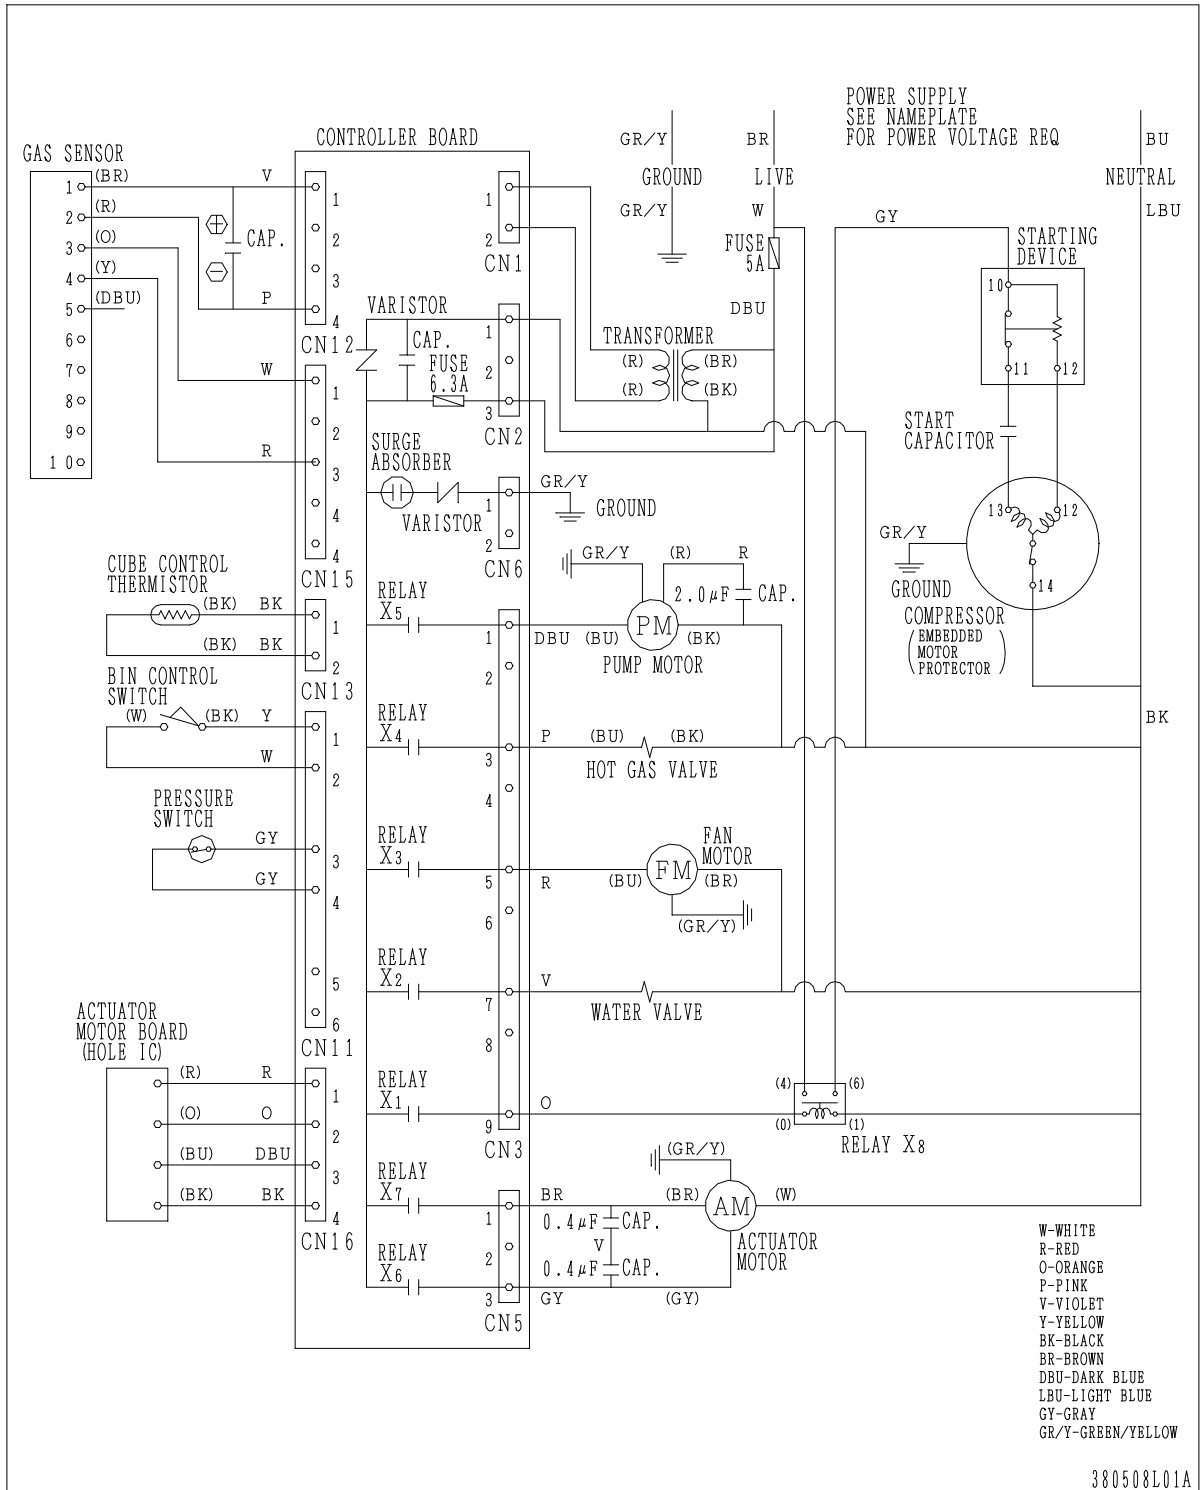 POWER SUPPLY
SEE NAMEPLATE
FOR POWER VOLTAGE REQ
GR/Y
BR
BU
GROUND
LIVE
NEUTRAL
GR/Y
W
LBU
FUSE
5A
DBU
GY
STARTING
DEVICE
10
11
12
START
CAPACITOR
13
12
14
GR/Y
GROUND
COMPRESSOR
(EMBEDDED
MOTOR
PROTECTOR)
BK
GAS SENSOR
1 (BR) V
2 (R)
3 (O)
4 (Y)
5 (DBU)
6
7
8
9
10
⊕
CAP.
⊖
P
W
R
CONTROLLER BOARD
1
2
3
4
CN12
1
2
3
4
4
CN15
CUBE CONTROL
THERMISTOR
(BK) BK
(BK) BK
1
2
CN13
BIN CONTROL
SWITCH
(W) (BK) Y
W
PRESSURE
SWITCH
GY
GY
1
2
3
4
5
6
CN11
ACTUATOR
MOTOR BOARD
(HOLE IC)
(R) R
(O) O
(BU) DBU
(BK) BK
1
2
3
4
CN16
VARISTOR
CAP.
FUSE
6.3A
SURGE
ABSORBER
VARISTOR
RELAY
X5
RELAY
X4
RELAY
X3
RELAY
X2
RELAY
X1
RELAY
X7
RELAY
X6
1
2
CN1
1
2
3
CN2
1
2
CN6
1
2
3
4
5
6
7
8
9
CN3
1
2
3
CN5
TRANSFORMER
(R) (BR)
(R) (BK)
GR/Y
GROUND
GR/Y (R) R
2.0μF CAP.
DBU (BU) PM (BK)
PUMP MOTOR
P (BU) (BK)
HOT GAS VALVE
FAN
MOTOR
FM
R (BU) (BR)
(GR/Y)
V
WATER VALVE
O
(4) (6)
(0) (1)
RELAY X8
(GR/Y)
BR (BR) AM (W)
0.4μF CAP.
V
0.4μF CAP.
ACTUATOR
MOTOR
GY (GY)
W-WHITE
R-RED
O-ORANGE
P-PINK
V-VIOLET
Y-YELLOW
BK-BLACK
BR-BROWN
DBU-DARK BLUE
LBU-LIGHT BLUE
GY-GRAY
GR/Y-GREEN/YELLOW
380508L01A